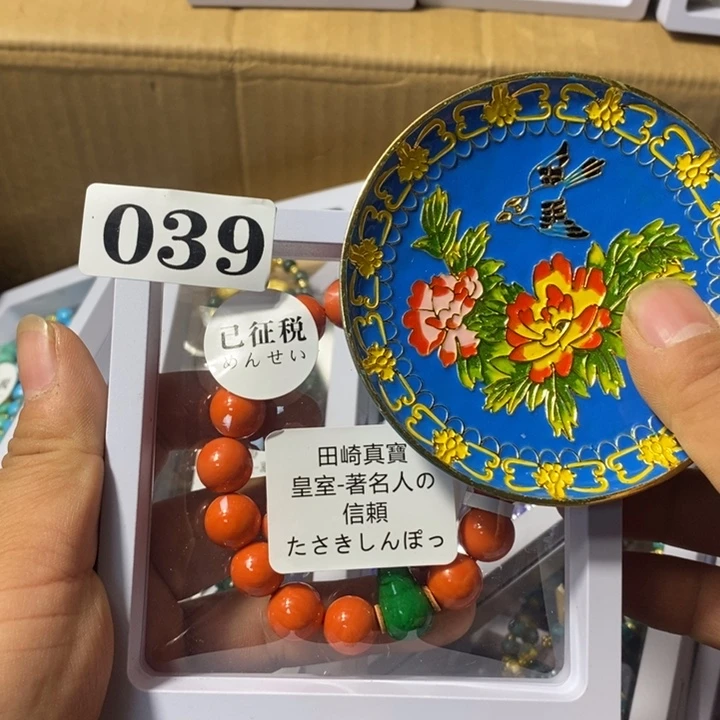 039
已征税
めんせい
田崎真寶
皇室-著名人の
信頼
たさきしんぽっ